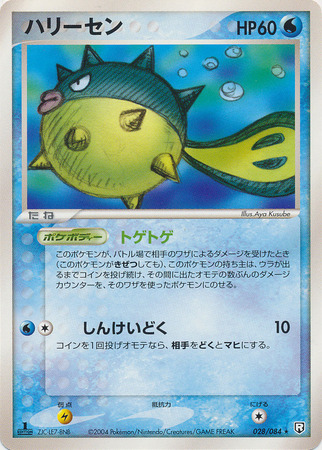 ハリーセン
HP60
たね
Illus.Aya Kusube
ポケボディー トゲトゲ
このポケモンが、バトル場で相手のワザによるダメージを受けたとき
(このポケモンがきぜつしても)、このポケモンの持ち主は、ウラが出
るまでコインを投げ続け、その間に出たオモテの数ぶんのダメージ
カウンターを、そのワザを使ったポケモンにのせる。
しんけいどく 10
コインを1回投げオモテなら、相手をどくとマヒにする。
弱点 抵抗力 にげる
1
ZJC-LE7-8NB ©2004 Pokémon/Nintendo/Creatures/GAME FREAK. 028/084 ★
R